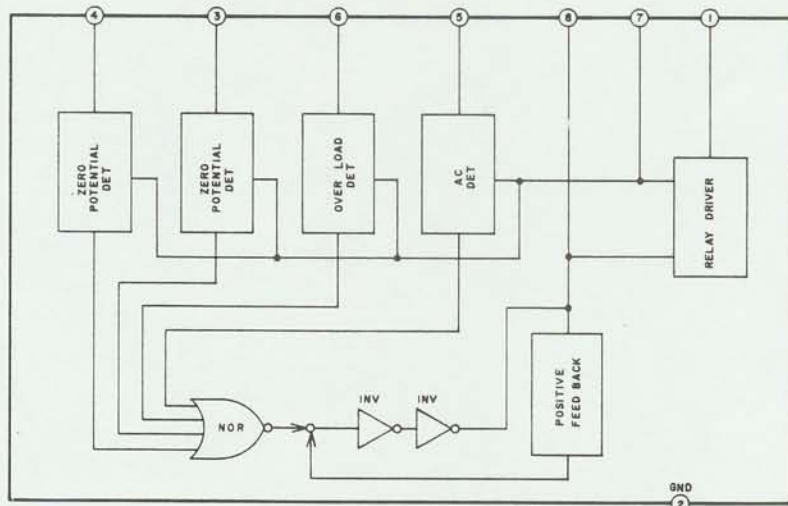 4
3
6
5
8
7
1
ZERO
POTENTIAL
DET
ZERO
POTENTIAL
DET
OVER LOAD
DET
AC
DET
RELAY DRIVER
POSITIVE
FEED BACK
INV
INV
NOR
GND
2